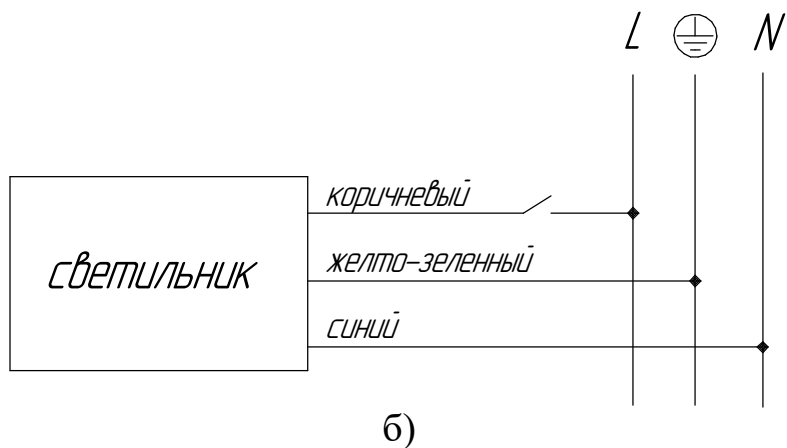 L N
коричневый
светильник
желто-зеленный
синий
б)